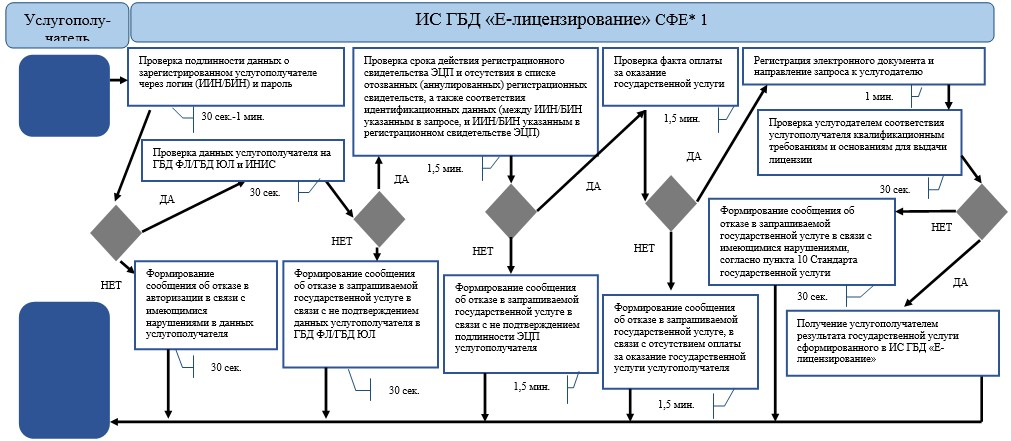 Услугополу-
чатель
ИС ГБД «Е-лицензирование» СФЕ* 1
Проверка подлинности данных о
зарегистрированном услугополучателе
через логин (ИИН/БИН) и пароль
30 сек.-1 мин.
Проверка данных услугополучателя на
ГБД ФЛ/ГБД ЮЛ и ИНИС
30 сек.
ДА
НЕТ
Формирование
сообщения об отказе в
авторизации в связи с
имеющимися
нарушениями в данных
услугополучателя
30 сек.
Проверка срока действия регистрационного
свидетельства ЭЦП и отсутствия в списке
отозванных (аннулированных) регистрационных
свидетельств, а также соответствия
идентификационных данных (между ИИН/БИН
указанным в запросе, и ИИН/БИН указанным в
регистрационном свидетельстве ЭЦП)
1,5 мин.
ДА
НЕТ
Формирование сообщения
об отказе в запрашиваемой
государственной услуге в
связи с не подтверждением
данных услугополучателя в
ГБД ФЛ/ГБД ЮЛ
30 сек.
Проверка факта оплаты
за оказание
государственной услуги
1,5 мин.
ДА
НЕТ
Формирование сообщения
об отказе в запрашиваемой
государственной услуге в
связи с не подтверждением
подлинности ЭЦП
услугополучателя
1,5 мин.
Регистрация электронного документа и
направление запроса к услугодателю
1 мин.
ДА
НЕТ
Формирование сообщения об
отказе в запрашиваемой
государственной услуге, в
связи с отсутствием оплаты
за оказание государственной
услуги услугополучателя
1,5 мин.
Проверка услугодателем соответствия
услугополучателя квалификационным
требованиям и основаниям для выдачи
лицензии
30 сек.
НЕТ
Формирование сообщения об
отказе в запрашиваемой
государственной услуге в связи с
имеющимися нарушениями,
согласно пункта 10 Стандарта
государственной услуги
30 сек.
ДА
Получение услугополучателем
результата государственной услуги
сформированного в ИС ГБД «Е-
лицензирование»